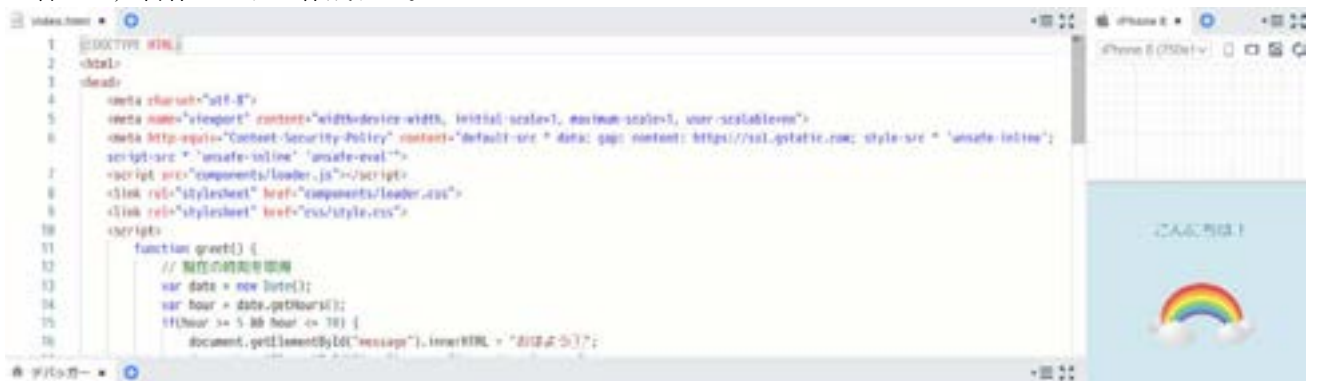 index.html
iPhone 8
1 <!DOCTYPE HTML>
2 <html>
3 <head>
4 <meta charset="utf-8">
5 <meta name="viewport" content="width=device-width, initial-scale=1, maximum-scale=1, user-scalable=no">
6 <meta http-equiv="Content-Security-Policy" content="default-src * data: gap: content: https://ssl.gstatic.com; style-src * 'unsafe-inline';
script-src * 'unsafe-inline' 'unsafe-eval'">
7 <script src="components/loader.js"></script>
8 <link rel="stylesheet" href="components/loader.css">
9 <link rel="stylesheet" href="css/style.css">
10 <script>
11 function greet() {
12 // 現在の時刻を取得
13 var date = new Date();
14 var hour = date.getHours();
15 if(hour >= 5 && hour <= 10) {
16 document.getElementById("message").innerHTML = "おはよう!";
こんにちは!
デバッガー